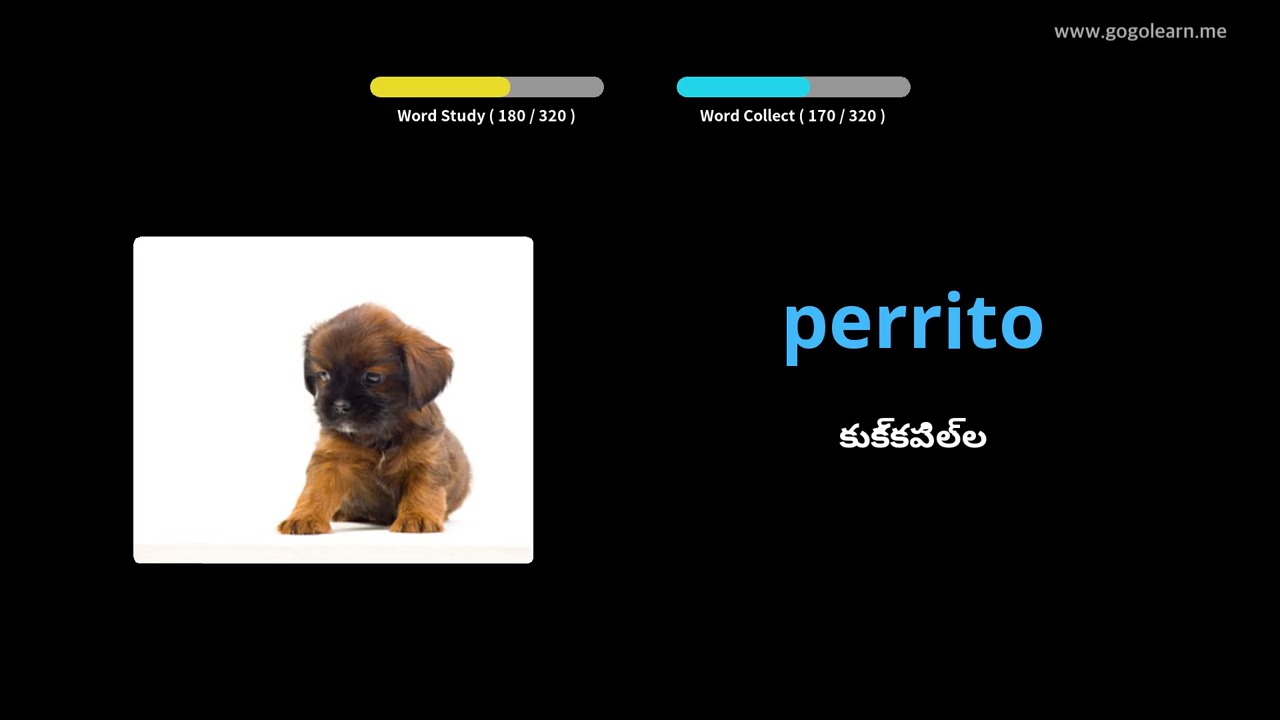 www.gogolearn.me
Word Study ( 180 / 320 )
Word Collect ( 170 / 320 )
perrito
కుక్కపిల్ల